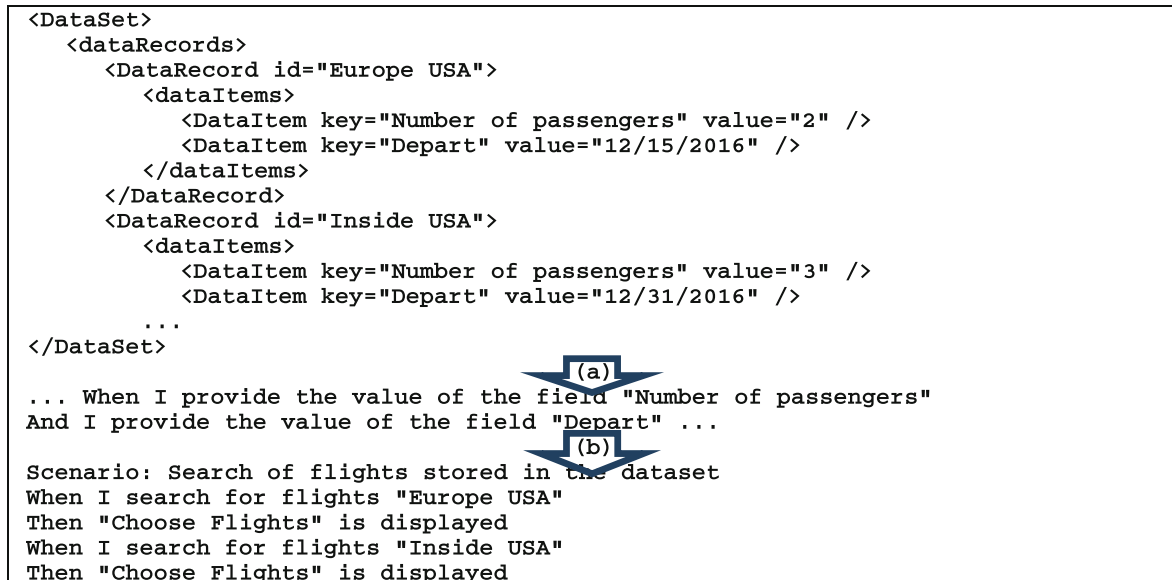 <DataSet>
<dataRecords>
<DataRecord id="Europe USA">
<dataItems>
<DataItem key="Number of passengers" value="2" />
<DataItem key="Depart" value="12/15/2016" />
</dataItems>
</DataRecord>
<DataRecord id="Inside USA">
<dataItems>
<DataItem key="Number of passengers" value="3" />
<DataItem key="Depart" value="12/31/2016" />
...
</DataSet>
(a)
... When I provide the value of the field "Number of passengers"
And I provide the value of the field "Depart" ...
(b)
Scenario: Search of flights stored in the dataset
When I search for flights "Europe USA"
Then "Choose Flights" is displayed
When I search for flights "Inside USA"
Then "Choose Flights" is displayed